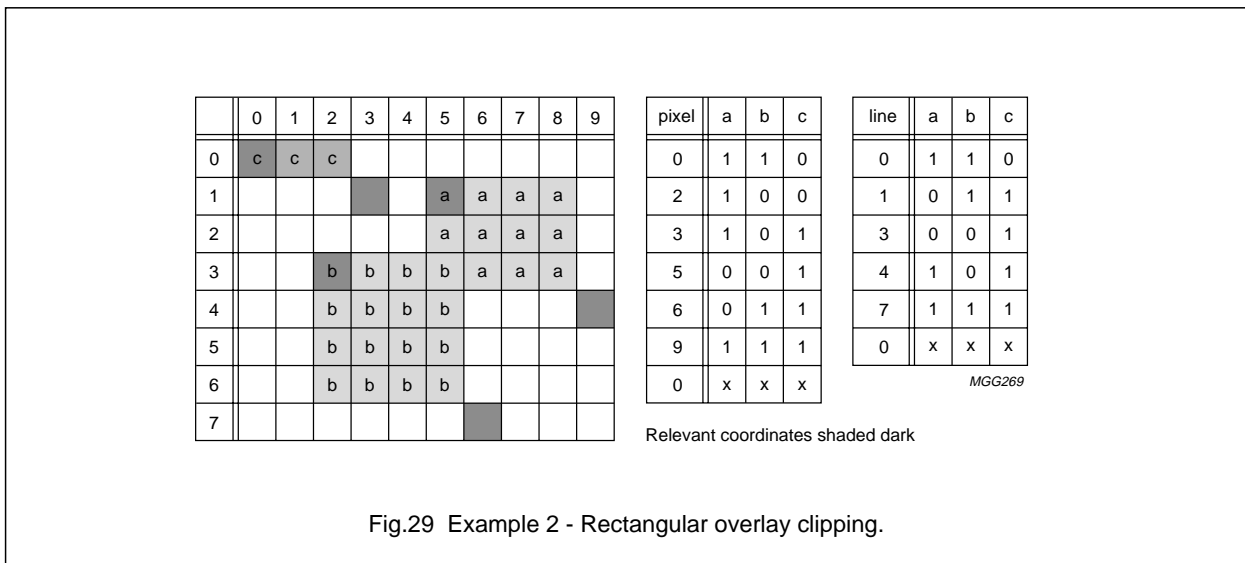 0 1 2 3 4 5 6 7 8 9
0 c c c
1 a a a a
2 a a a a
3 b b b b a a a
4 b b b b
5 b b b b
6 b b b b
7
pixel a b c
0 1 1 0
2 1 0 0
3 1 0 1
5 0 0 1
6 0 1 1
9 1 1 1
0 x x x
line a b c
0 1 1 0
1 0 1 1
3 0 0 1
4 1 0 1
7 1 1 1
0 x x x
MGG269
Relevant coordinates shaded dark
Fig.29 Example 2 - Rectangular overlay clipping.